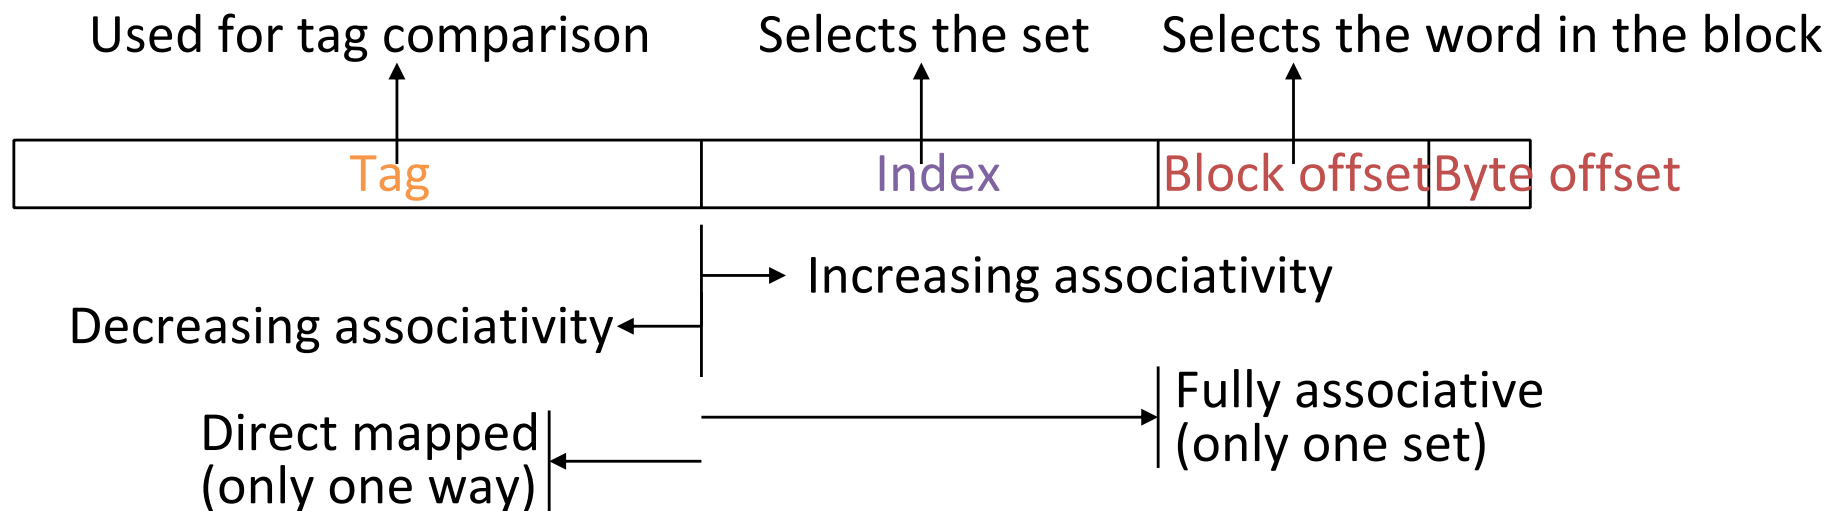 Used for tag comparison
Selects the set
Selects the word in the block
Tag
Index
Block offset
Byte offset
Increasing associativity
Decreasing associativity
Fully associative
(only one set)
Direct mapped
(only one way)